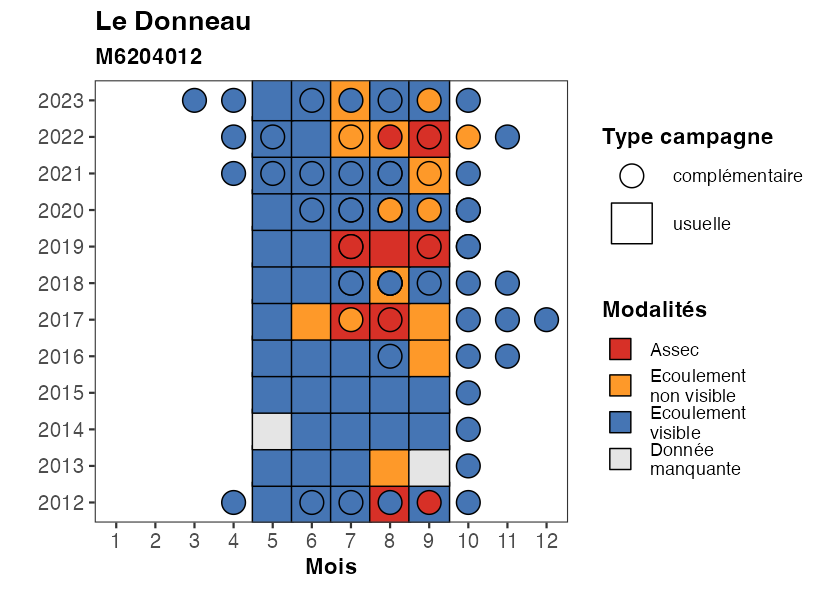 Le Donneau
M6204012
2023
2022
2021
2020
2019
2018
2017
2016
2015
2014
2013
2012
1 2 3 4 5 6 7 8 9 10 11 12
Mois
Type campagne
complémentaire
usuelle
Modalités
Assec
Ecoulement
non visible
Ecoulement
visible
Donnée
manquante